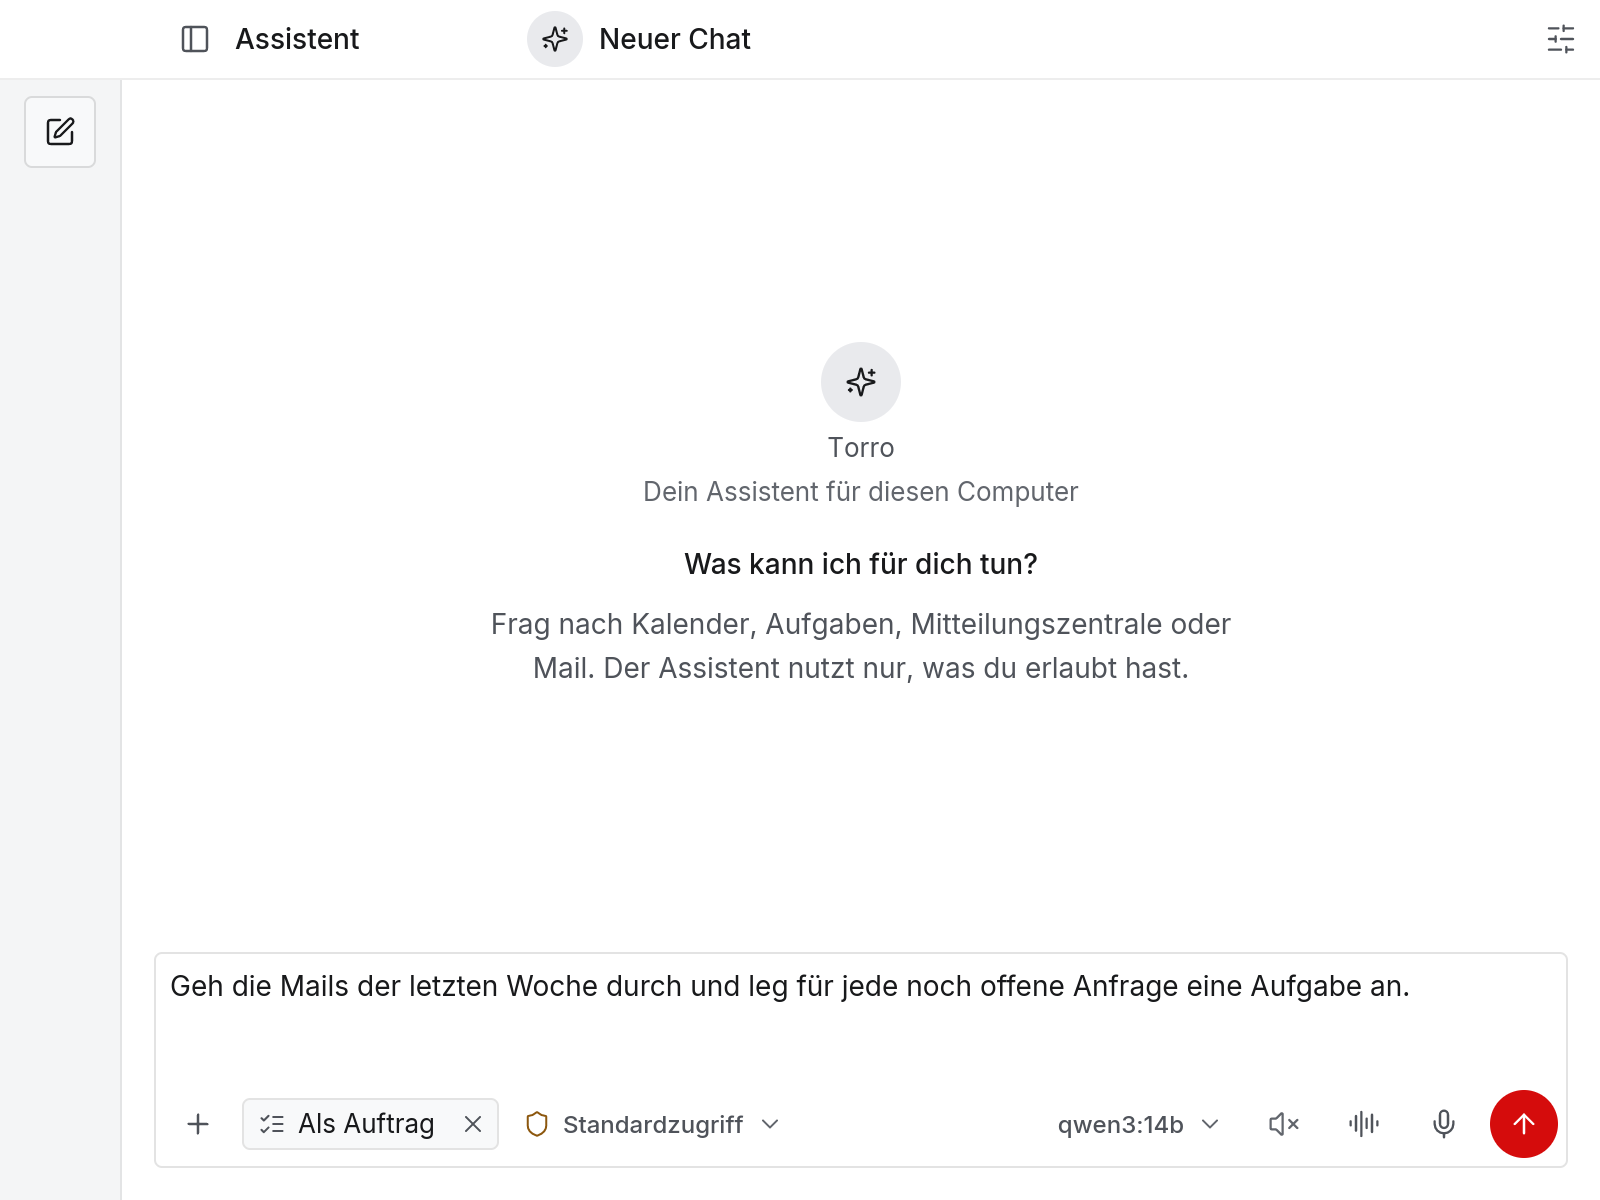 Assistent
Neuer Chat
Torro
Dein Assistent für diesen Computer
Was kann ich für dich tun?
Frag nach Kalender, Aufgaben, Mitteilungszentrale oder
Mail. Der Assistent nutzt nur, was du erlaubt hast.
Geh die Mails der letzten Woche durch und leg für jede noch offene Anfrage eine Aufgabe an.
Als Auftrag
Standardzugriff
qwen3:14b